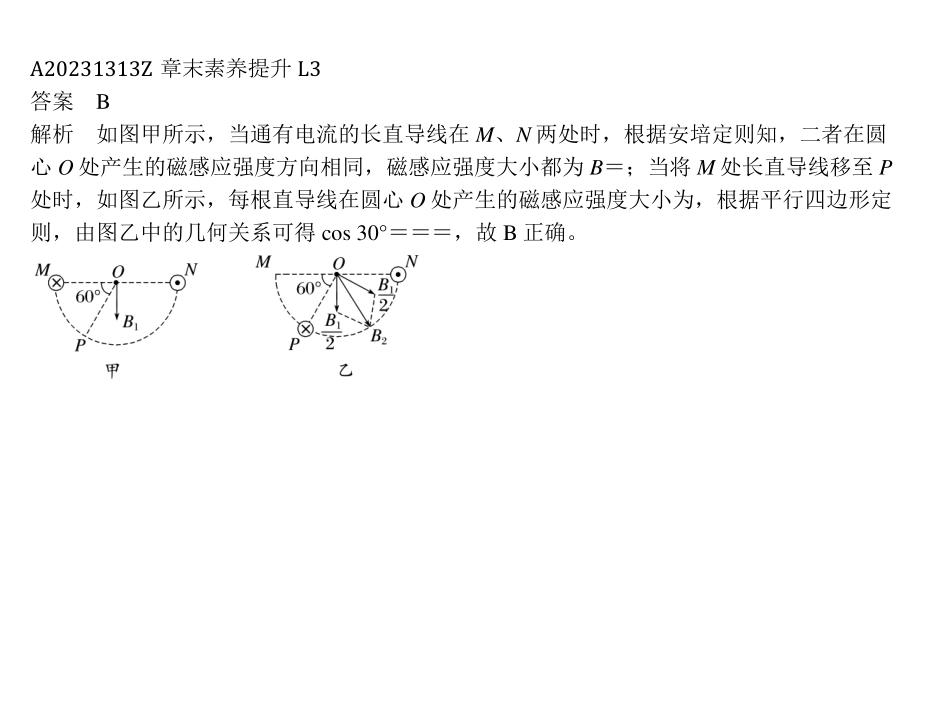 A20231313Z 章末素养提升 L3
答案 B
解析 如图甲所示，当通有电流的长直导线在 M、N 两处时，根据安培定则知，二者在圆
心 O 处产生的磁感应强度方向相同，磁感应强度大小都为 B＝；当将 M 处长直导线移至 P
处时，如图乙所示，每根直导线在圆心 O 处产生的磁感应强度大小为，根据平行四边形定
则，由图乙中的几何关系可得 cos 30°＝＝＝，故 B 正确。
M O N
60°
B₁
P
甲
M O N
60°
B₁/2
B₁/2
B₂
P
乙